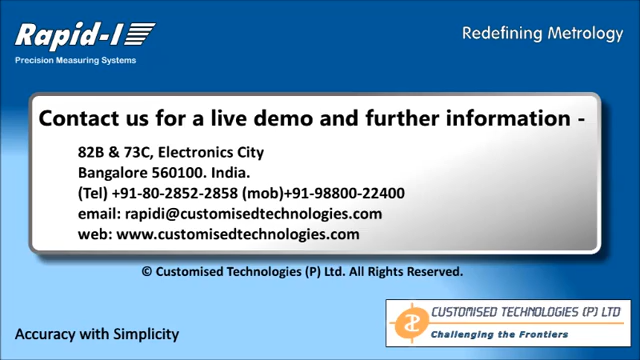 Rapid-I
Redefining Metrology
Precision Measuring Systems
Contact us for a live demo and further information -
82B & 73C, Electronics City
Bangalore 560100. India.
(Tel) +91-80-2852-2858 (mob)+91-98800-22400
email: rapidi@customisedtechnologies.com
web: www.customisedtechnologies.com
© Customised Technologies (P) Ltd. All Rights Reserved.
CUSTOMISED TECHNOLOGIES (P) LTD
Challenging the Frontiers
Accuracy with Simplicity